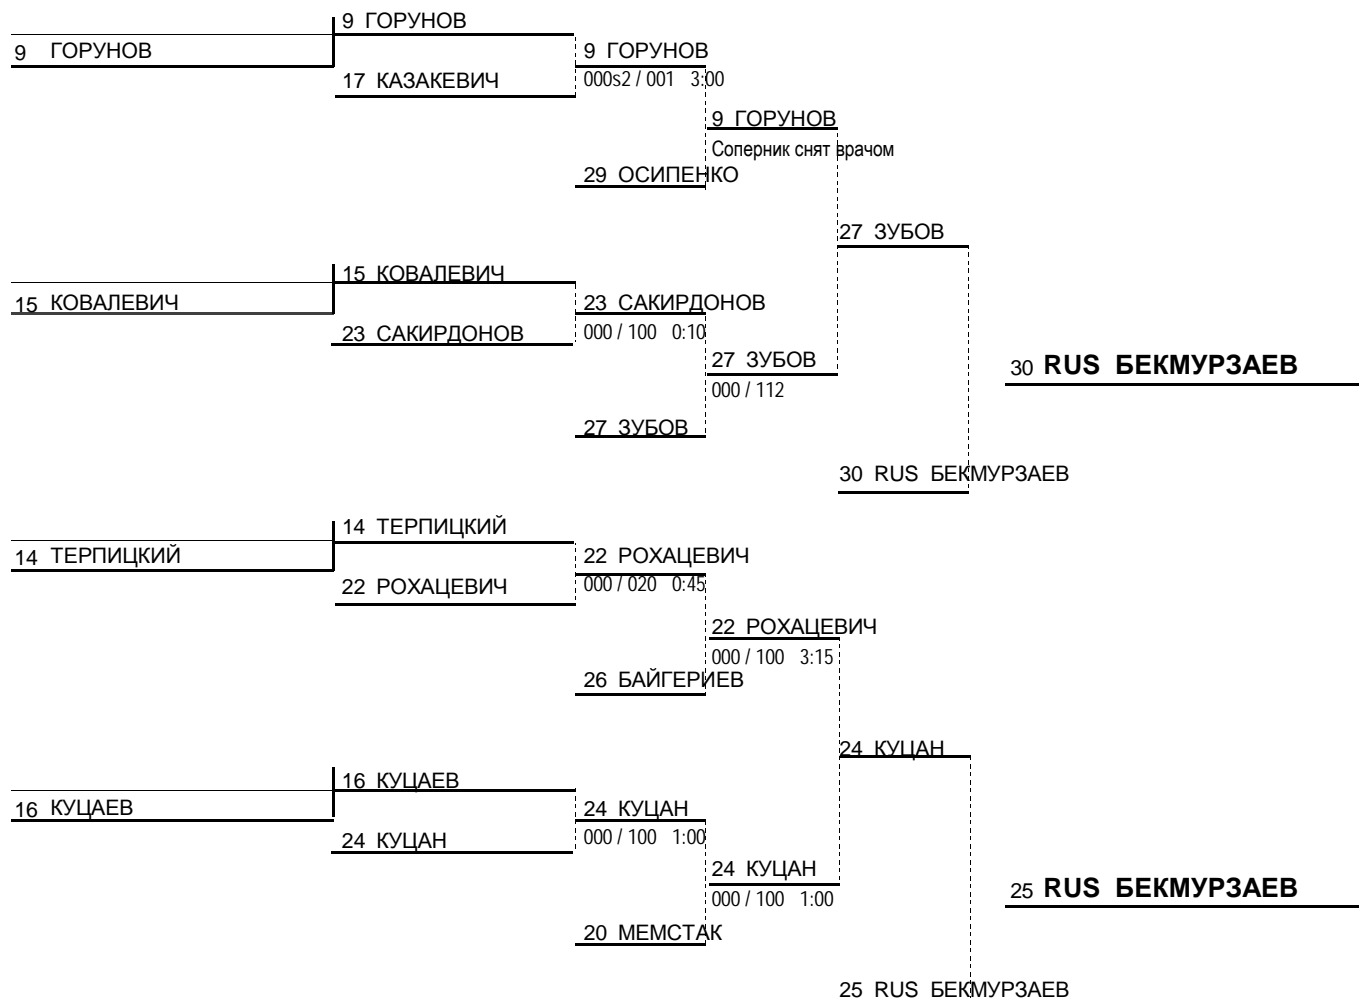 9 ГОРУНОВ
9 ГОРУНОВ
9 ГОРУНОВ
17 КАЗАКЕВИЧ
000s2 / 001 3:00
9 ГОРУНОВ
Соперник снят врачом
29 ОСИПЕНКО
27 ЗУБОВ
15 КОВАЛЕВИЧ
15 КОВАЛЕВИЧ
23 САКИРДОНОВ
23 САКИРДОНОВ
000 / 100 0:10
27 ЗУБОВ
30 RUS БЕКМУРЗАЕВ
000 / 112
27 ЗУБОВ
30 RUS БЕКМУРЗАЕВ
14 ТЕРПИЦКИЙ
14 ТЕРПИЦКИЙ
22 РОХАЦЕВИЧ
22 РОХАЦЕВИЧ
000 / 020 0:45
22 РОХАЦЕВИЧ
000 / 100 3:15
26 БАЙГЕРИЕВ
24 КУЦАН
16 КУЦАЕВ
16 КУЦАЕВ
24 КУЦАН
24 КУЦАН
000 / 100 1:00
24 КУЦАН
25 RUS БЕКМУРЗАЕВ
000 / 100 1:00
20 МЕМСТАК
25 RUS БЕКМУРЗАЕВ